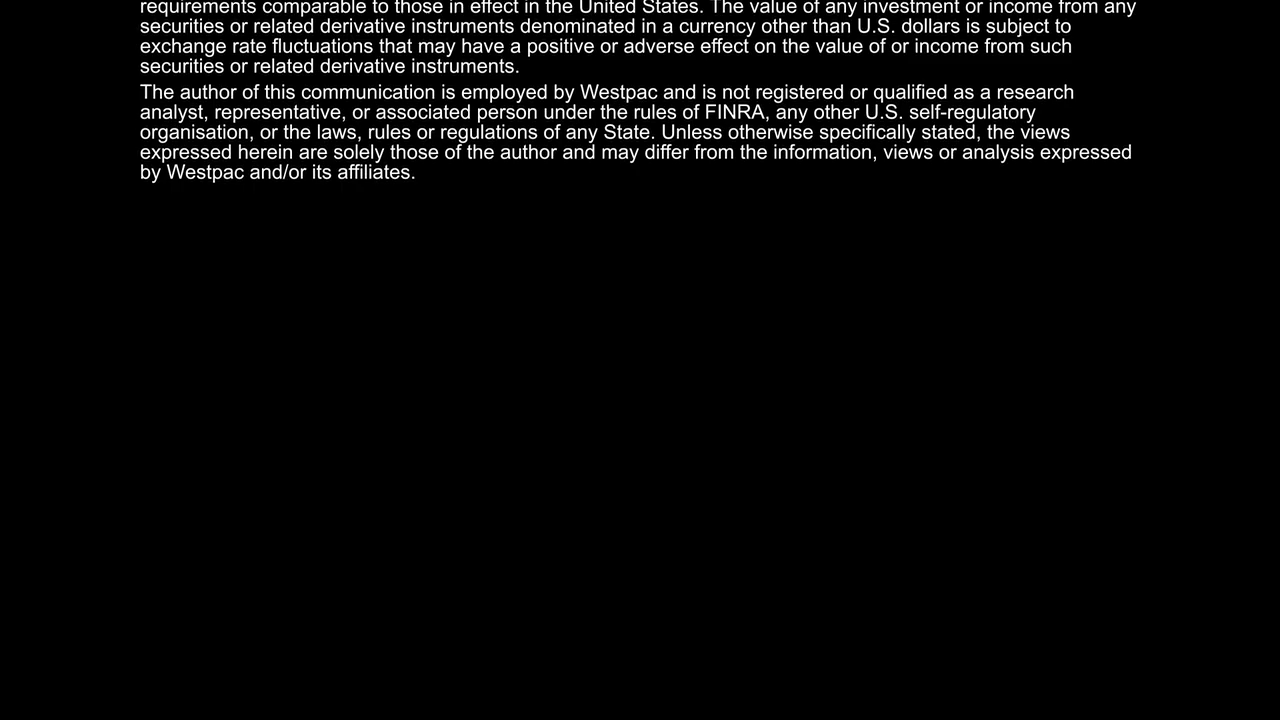 requirements comparable to those in effect in the United States. The value of any investment or income from any
securities or related derivative instruments denominated in a currency other than U.S. dollars is subject to
exchange rate fluctuations that may have a positive or adverse effect on the value of or income from such
securities or related derivative instruments.
The author of this communication is employed by Westpac and is not registered or qualified as a research
analyst, representative, or associated person under the rules of FINRA, any other U.S. self-regulatory
organisation, or the laws, rules or regulations of any State. Unless otherwise specifically stated, the views
expressed herein are solely those of the author and may differ from the information, views or analysis expressed
by Westpac and/or its affiliates.